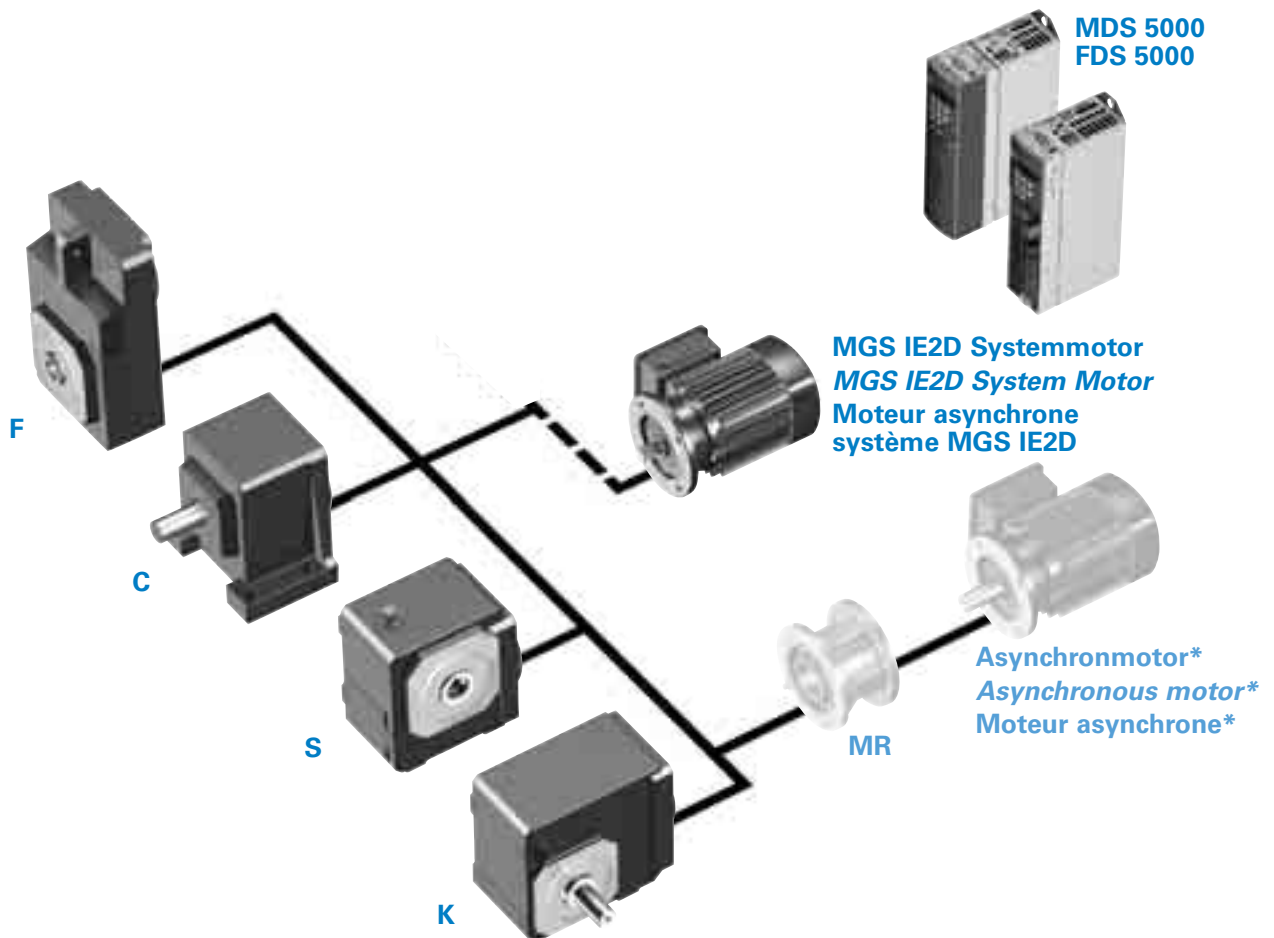 MDS 5000
FDS 5000
MGS IE2D Systemmotor
MGS IE2D System Motor
Moteur asynchrone
système MGS IE2D
F
C
S
K
MR
Asynchronmotor*
Asynchronous motor*
Moteur asynchrone*